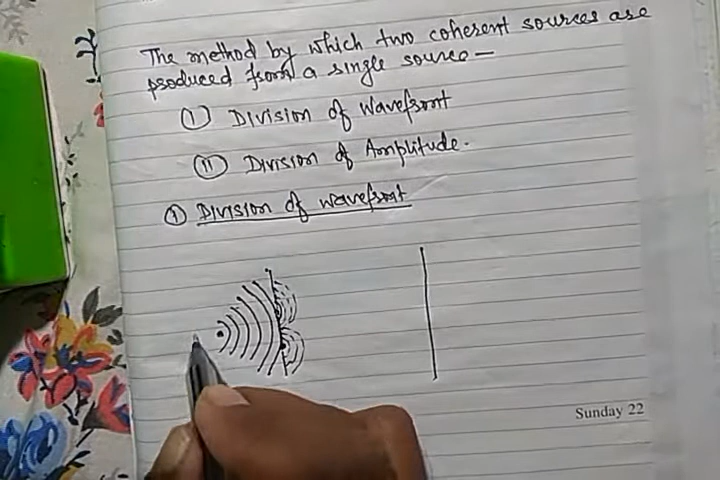 The method by which two coherent sources are
produced from a single source—
(I) Division of Wavefront
(II) Division of Amplitude.
(I) Division of wavefront
Sunday 22